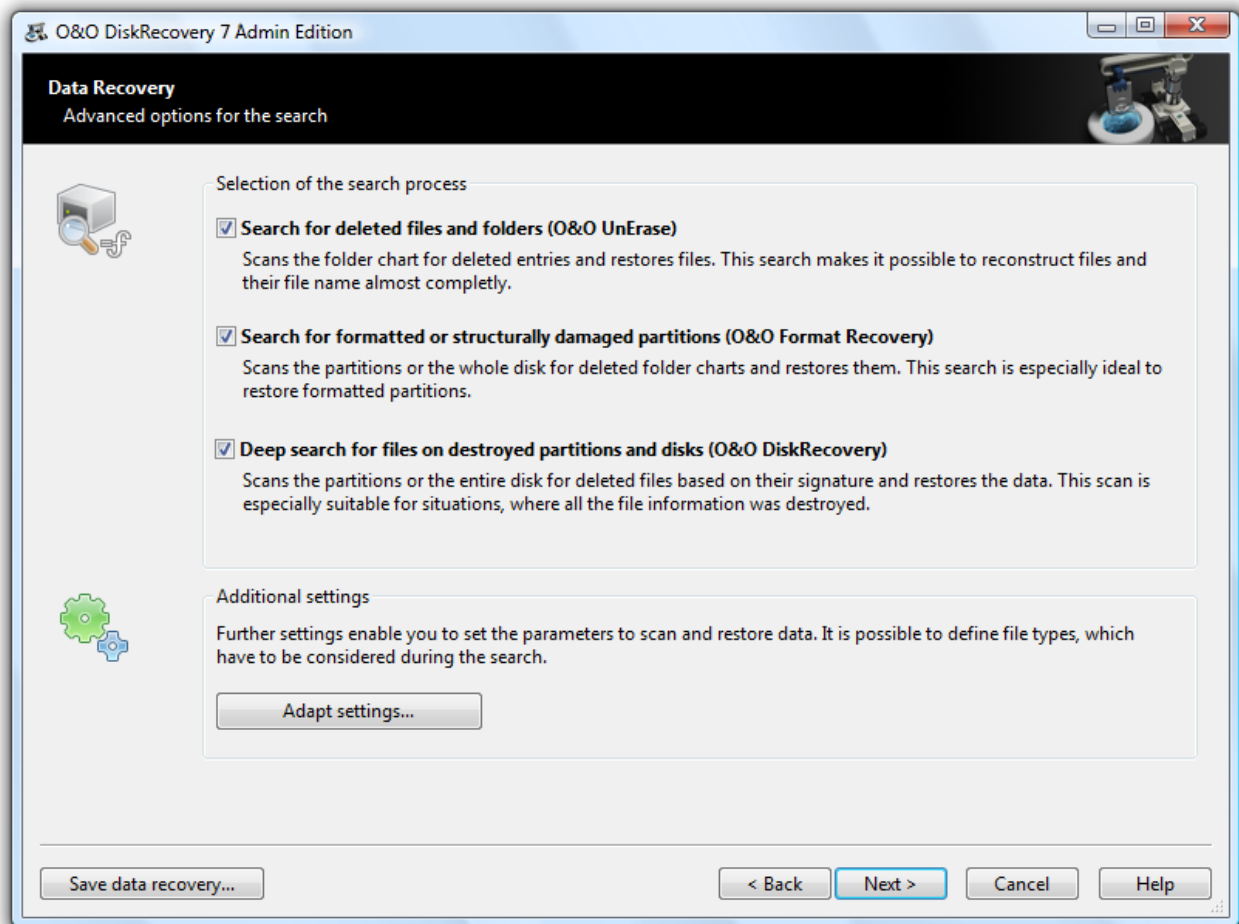 O&O DiskRecovery 7 Admin Edition
Data Recovery
Advanced options for the search
Selection of the search process
Search for deleted files and folders (O&O UnErase)
Scans the folder chart for deleted entries and restores files. This search makes it possible to reconstruct files and
their file name almost completly.
Search for formatted or structurally damaged partitions (O&O Format Recovery)
Scans the partitions or the whole disk for deleted folder charts and restores them. This search is especially ideal to
restore formatted partitions.
Deep search for files on destroyed partitions and disks (O&O DiskRecovery)
Scans the partitions or the entire disk for deleted files based on their signature and restores the data. This scan is
especially suitable for situations, where all the file information was destroyed.
Additional settings
Further settings enable you to set the parameters to scan and restore data. It is possible to define file types, which
have to be considered during the search.
Adapt settings...
Save data recovery...
< Back
Next >
Cancel
Help